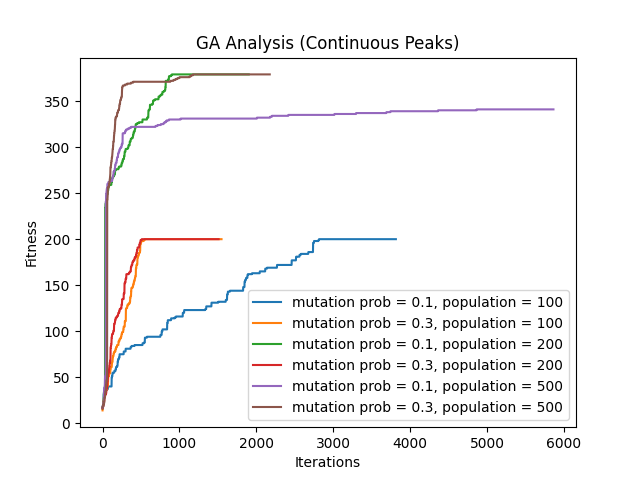 GA Analysis (Continuous Peaks)
Fitness
350
300
250
200
150
100
50
0
mutation prob = 0.1, population = 100
mutation prob = 0.3, population = 100
mutation prob = 0.1, population = 200
mutation prob = 0.3, population = 200
mutation prob = 0.1, population = 500
mutation prob = 0.3, population = 500
0 1000 2000 3000 4000 5000 6000
Iterations